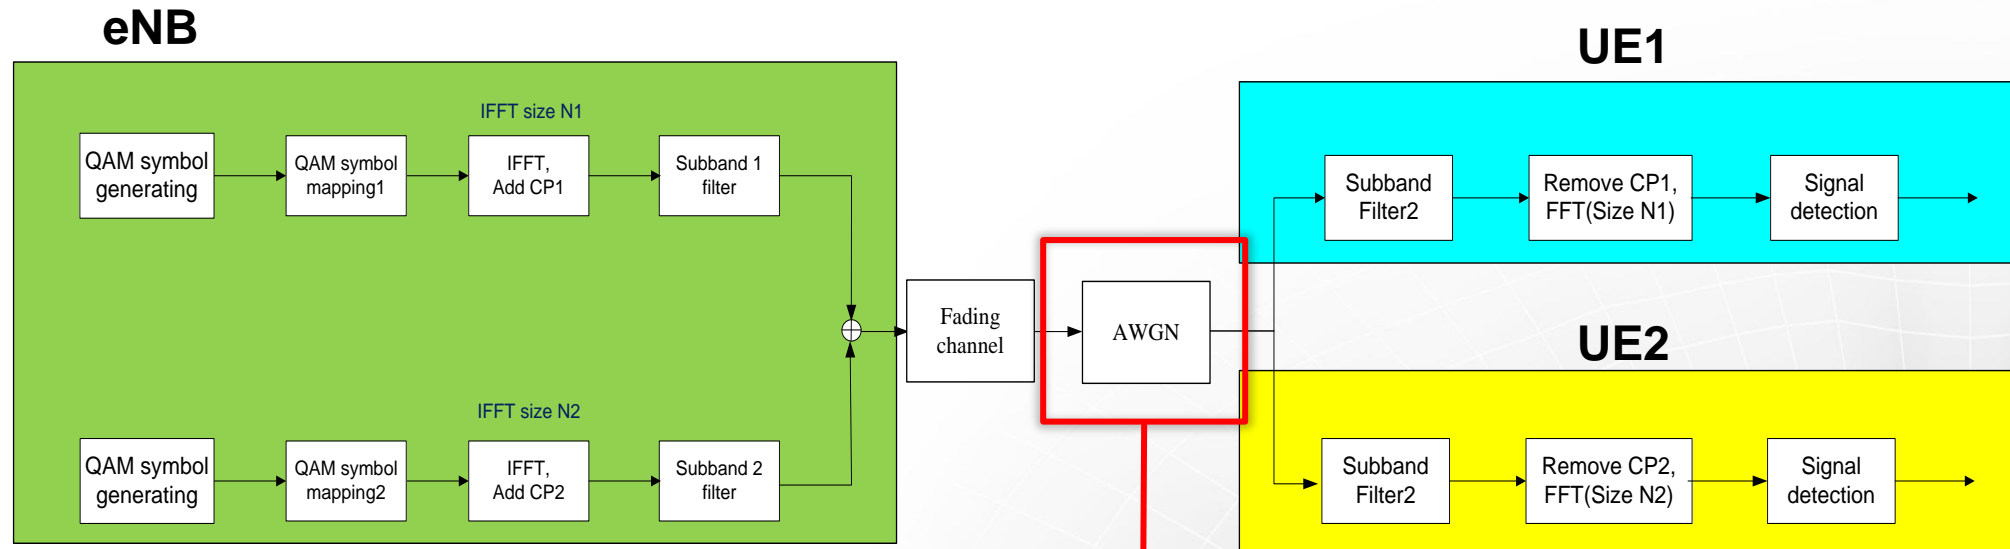 eNB
IFFT size N1
QAM symbol
generating
QAM symbol
mapping1
IFFT,
Add CP1
Subband 1
filter
IFFT size N2
QAM symbol
generating
QAM symbol
mapping2
IFFT,
Add CP2
Subband 2
filter
Fading
channel
AWGN
UE1
Subband
Filter2
Remove CP1,
FFT(Size N1)
Signal
detection
UE2
Subband
Filter2
Remove CP2,
FFT(Size N2)
Signal
detection